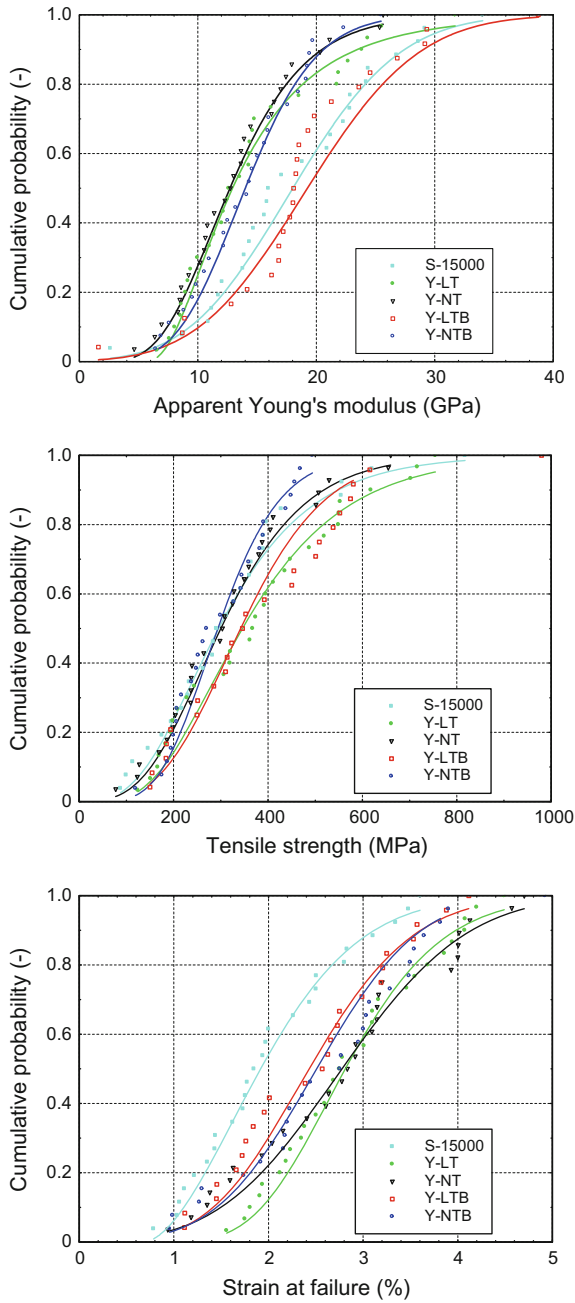 1.0
0.8
0.6
0.4
0.2
0
Cumulative probability (-)
S-15000
Y-LT
Y-NT
Y-LTB
Y-NTB
0 10 20 30 40
Apparent Young's modulus (GPa)
1.0
0.8
0.6
0.4
0.2
0
Cumulative probability (-)
S-15000
Y-LT
Y-NT
Y-LTB
Y-NTB
0 200 400 600 800 1000
Tensile strength (MPa)
1.0
0.8
0.6
0.4
0.2
0
Cumulative probability (-)
S-15000
Y-LT
Y-NT
Y-LTB
Y-NTB
0 1 2 3 4 5
Strain at failure (%)